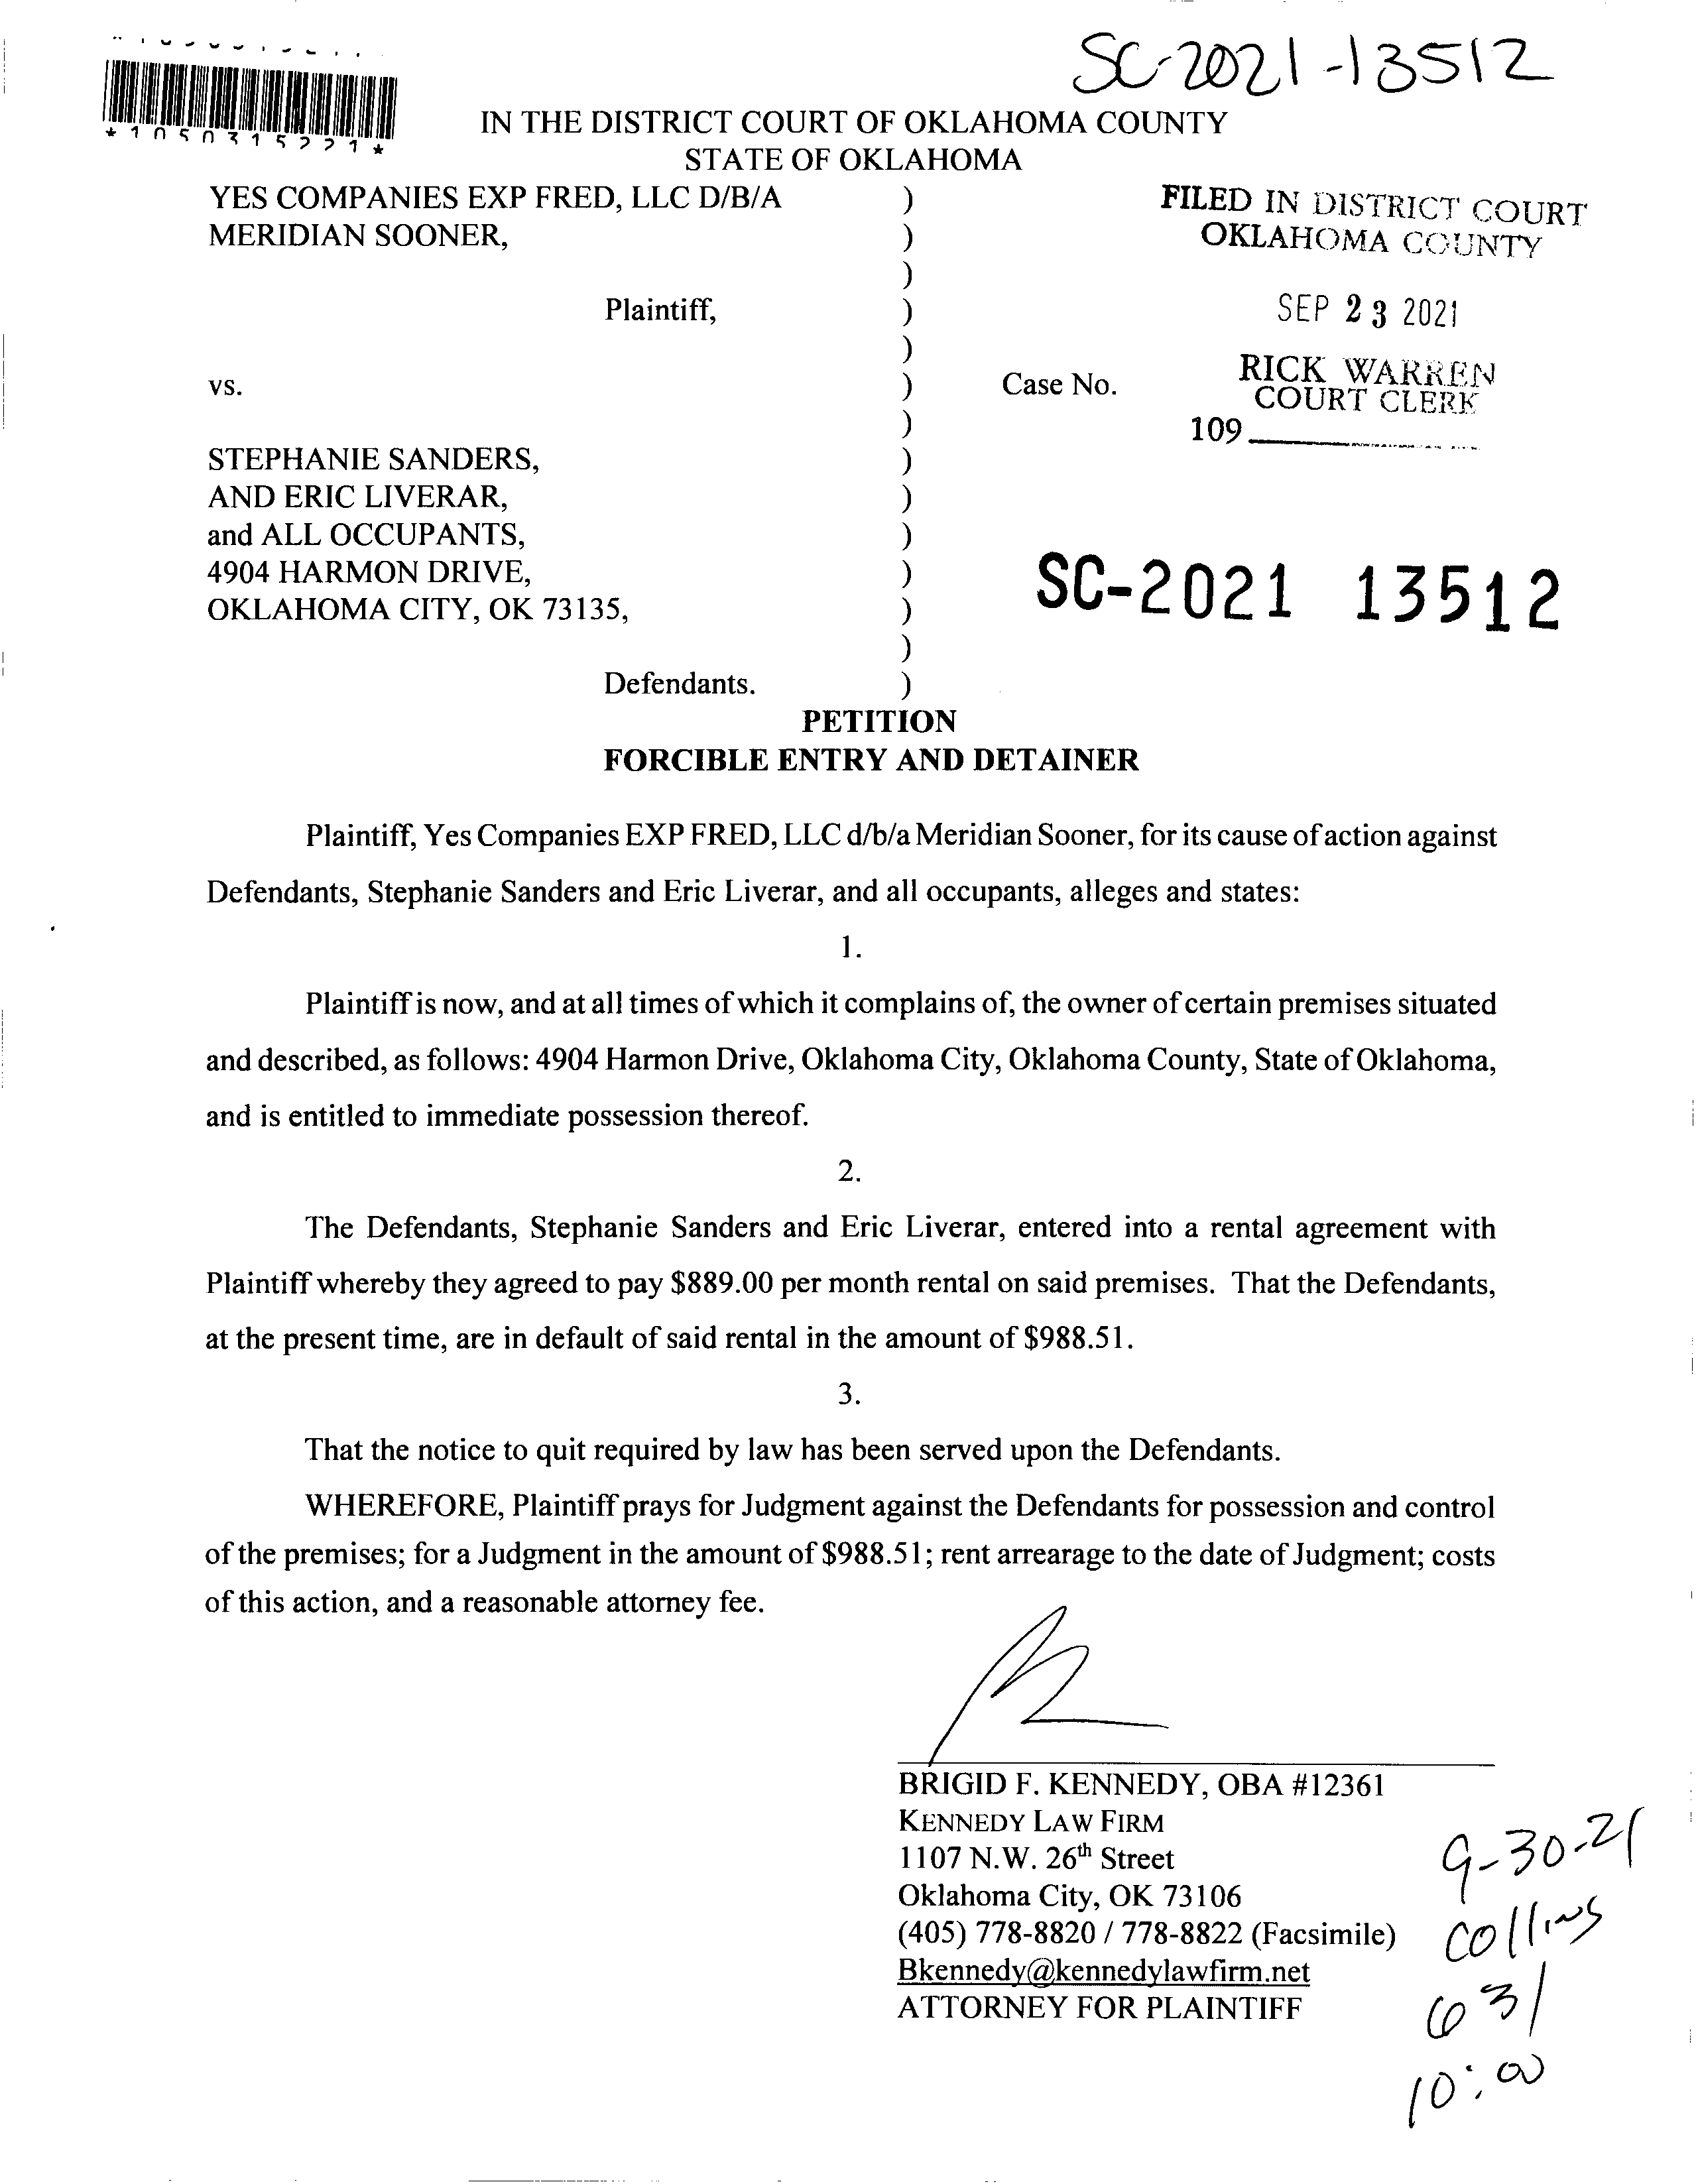 SC-2021-13512
*1050315221*
IN THE DISTRICT COURT OF OKLAHOMA COUNTY
STATE OF OKLAHOMA
YES COMPANIES EXP FRED, LLC D/B/A )
MERIDIAN SOONER, )
)
Plaintiff, )
)
vs. ) Case No.
)
STEPHANIE SANDERS, )
AND ERIC LIVERAR, )
and ALL OCCUPANTS, )
4904 HARMON DRIVE, )
OKLAHOMA CITY, OK 73135, )
)
Defendants. )
FILED IN DISTRICT COURT
OKLAHOMA COUNTY
SEP 23 2021
RICK WARREN
COURT CLERK
109
SC-2021 13512
PETITION
FORCIBLE ENTRY AND DETAINER
Plaintiff, Yes Companies EXP FRED, LLC d/b/a Meridian Sooner, for its cause of action against
Defendants, Stephanie Sanders and Eric Liverar, and all occupants, alleges and states:
1.
Plaintiff is now, and at all times of which it complains of, the owner of certain premises situated
and described, as follows: 4904 Harmon Drive, Oklahoma City, Oklahoma County, State of Oklahoma,
and is entitled to immediate possession thereof.
2.
The Defendants, Stephanie Sanders and Eric Liverar, entered into a rental agreement with
Plaintiff whereby they agreed to pay $889.00 per month rental on said premises. That the Defendants,
at the present time, are in default of said rental in the amount of $988.51.
3.
That the notice to quit required by law has been served upon the Defendants.
WHEREFORE, Plaintiff prays for Judgment against the Defendants for possession and control
of the premises; for a Judgment in the amount of $988.51; rent arrearage to the date of Judgment; costs
of this action, and a reasonable attorney fee.
BRIGID F. KENNEDY, OBA #12361
KENNEDY LAW FIRM
1107 N.W. 26th Street
Oklahoma City, OK 73106
(405) 778-8820 / 778-8822 (Facsimile)
Bkennedy@kennedylawfirm.net
ATTORNEY FOR PLAINTIFF
9-30-21
Collins
631
10:00